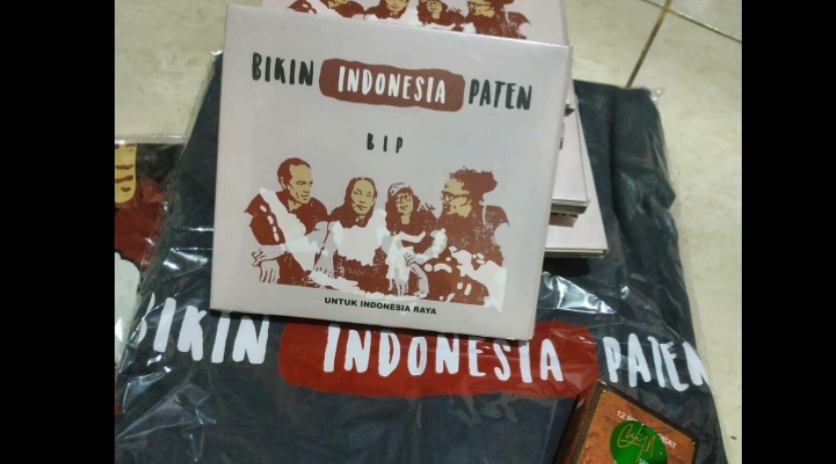 BIKIN INDONESIA PATEN
BIP
UNTUK INDONESIA RAYA
BIKIN INDONESIA PATEN